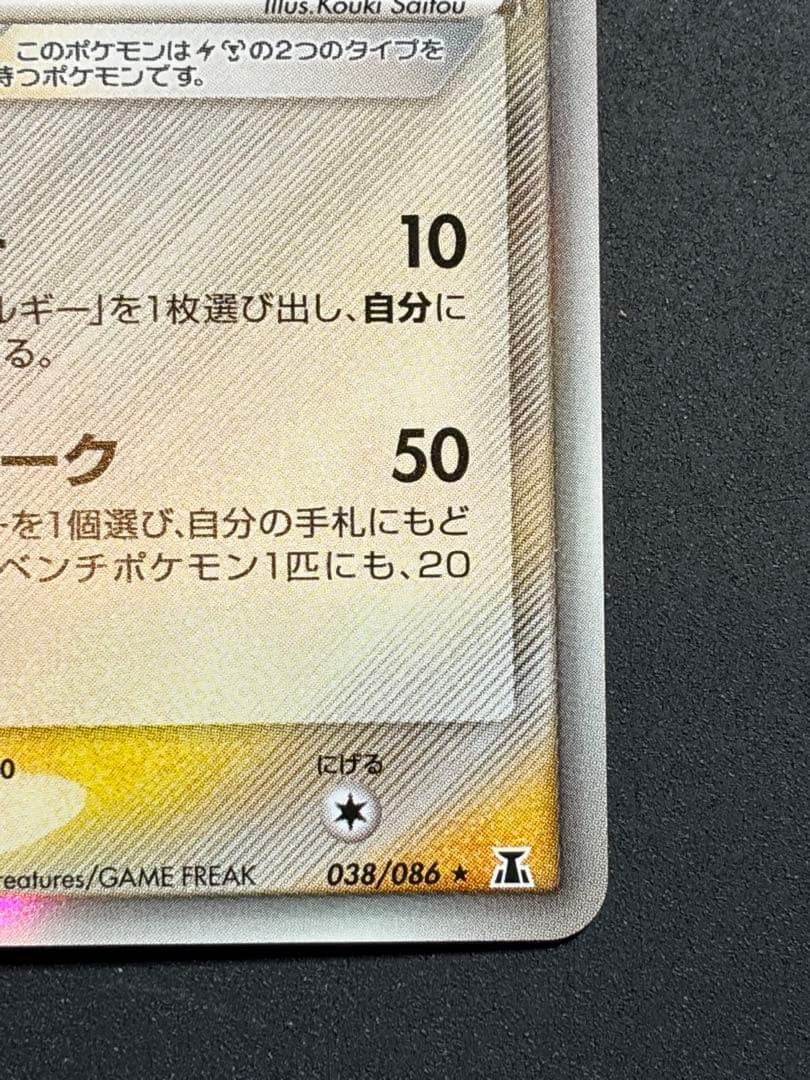 Illus.Kouki Saitou
このポケモンは⚡の2つのタイプを
持つポケモンです。
10
ルギー」を1枚選び出し、自分に
る。
ーク 50
ーを1個選び、自分の手札にもど
ベンチポケモン1匹にも、20
0
にげる
eatures/GAME FREAK 038/086 ★